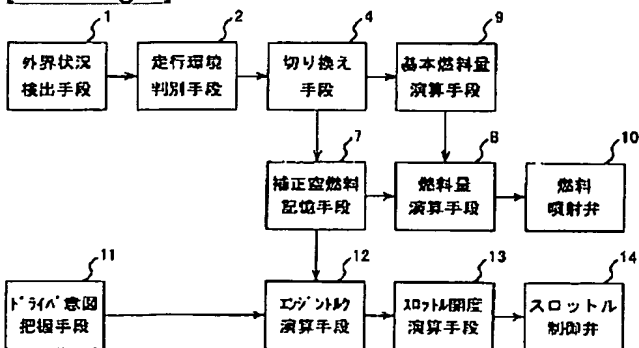 1
2
4
9
外界状況
検出手段
走行環境
判別手段
切り換え
手段
基本燃料量
演算手段
7
8
10
補正空燃料
記憶手段
燃料量
演算手段
燃料
噴射弁
11
12
13
14
ドライバ意図
把握手段
エンジントルク
演算手段
スロットル開度
演算手段
スロットル
制御弁